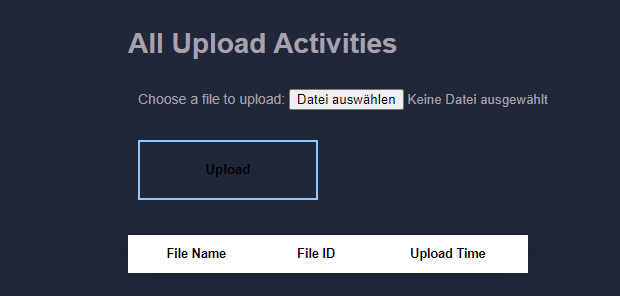 All Upload Activities
Choose a file to upload: Datei auswählen Keine Datei ausgewählt
Upload
File Name File ID Upload Time